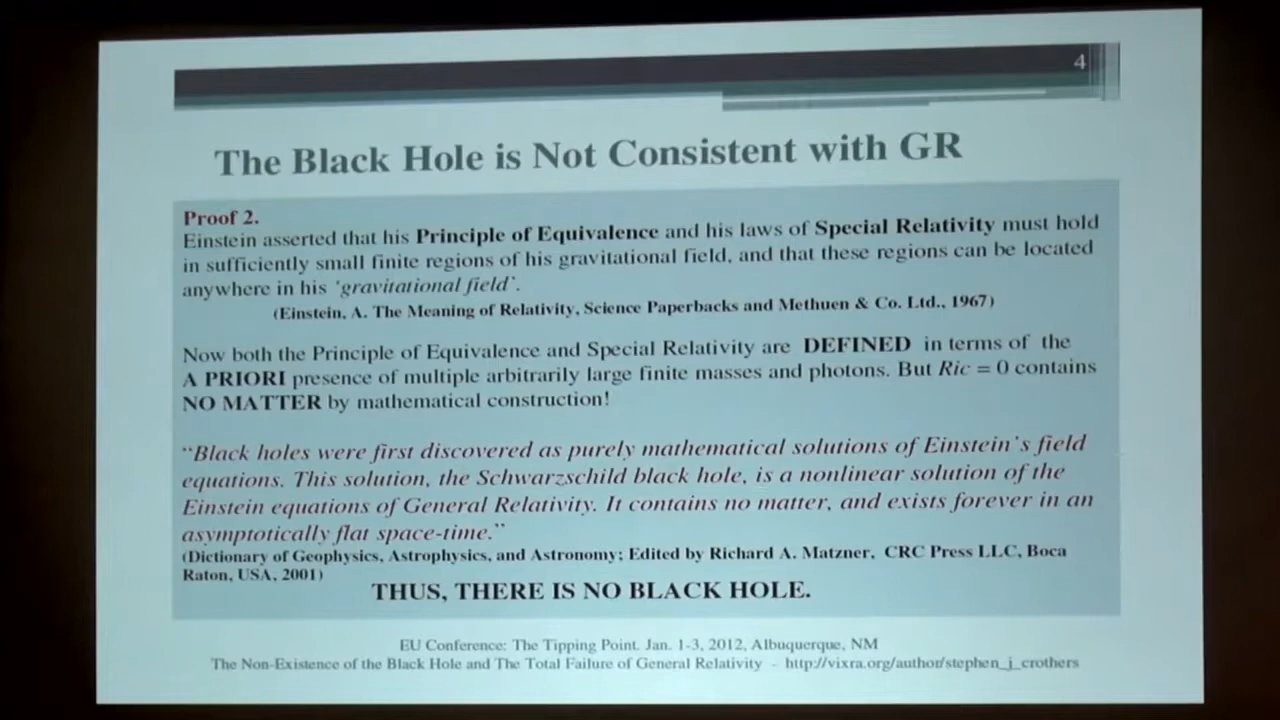 4
The Black Hole is Not Consistent with GR
Proof 2.
Einstein asserted that his Principle of Equivalence and his laws of Special Relativity must hold
in sufficiently small finite regions of his gravitational field, and that these regions can be located
anywhere in his 'gravitational field'.
(Einstein, A. The Meaning of Relativity, Science Paperbacks and Methuen & Co. Ltd., 1967)
Now both the Principle of Equivalence and Special Relativity are DEFINED in terms of the
A PRIORI presence of multiple arbitrarily large finite masses and photons. But Ric = 0 contains
NO MATTER by mathematical construction!
“Black holes were first discovered as purely mathematical solutions of Einstein's field
equations. This solution, the Schwarzschild black hole, is a nonlinear solution of the
Einstein equations of General Relativity. It contains no matter, and exists forever in an
asymptotically flat space-time.”
(Dictionary of Geophysics, Astrophysics, and Astronomy; Edited by Richard A. Matzner, CRC Press LLC, Boca
Raton, USA, 2001)
THUS, THERE IS NO BLACK HOLE.
EU Conference: The Tipping Point. Jan. 1-3, 2012, Albuquerque, NM
The Non-Existence of the Black Hole and The Total Failure of General Relativity - http://vixra.org/author/stephen_j_crothers